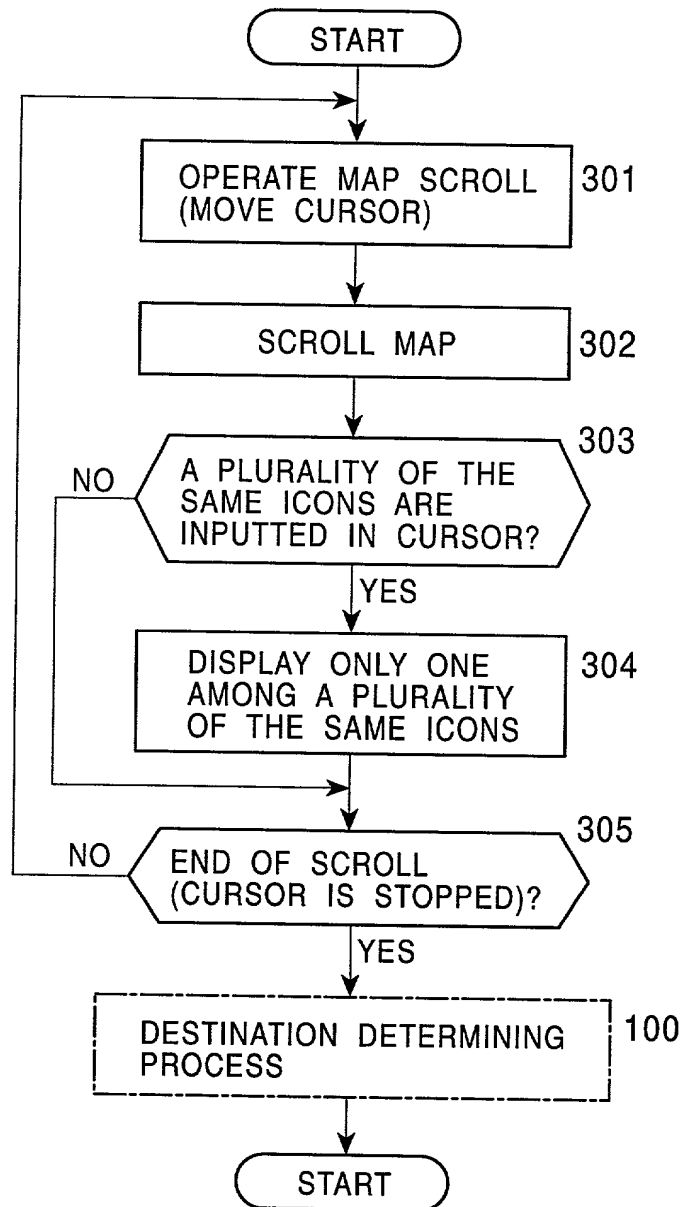 START
OPERATE MAP SCROLL
(MOVE CURSOR)
301
SCROLL MAP
302
303
A PLURALITY OF THE
SAME ICONS ARE
INPUTTED IN CURSOR?
NO
YES
DISPLAY ONLY ONE
AMONG A PLURALITY
OF THE SAME ICONS
304
305
END OF SCROLL
(CURSOR IS STOPPED)?
NO
YES
DESTINATION DETERMINING
PROCESS
100
START